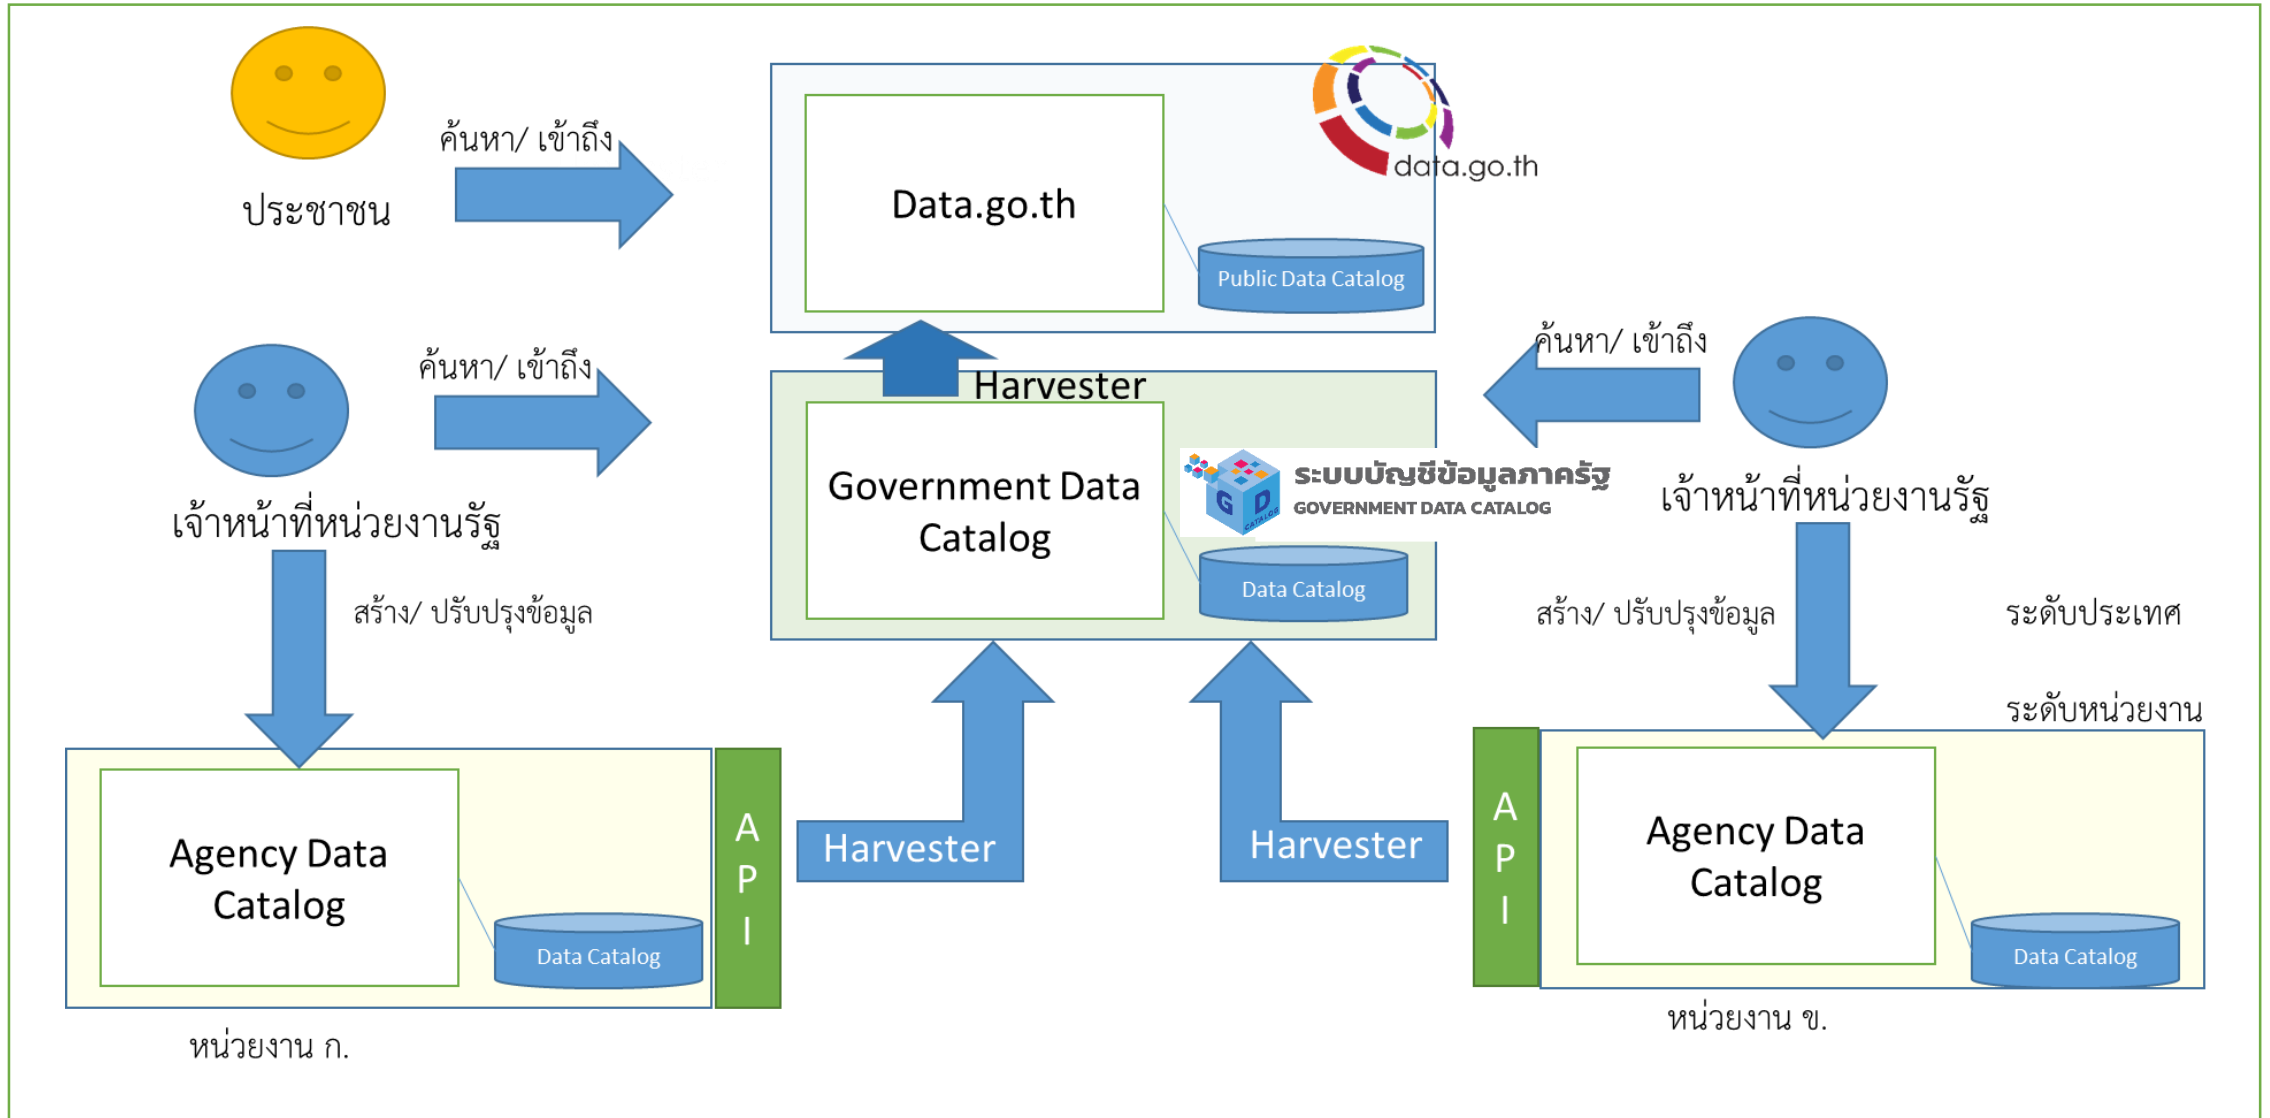 ค้นหา/ เข้าถึง
ประชาชน
Data.go.th
data.go.th
Public Data Catalog
ค้นหา/ เข้าถึง
เจ้าหน้าที่หน่วยงานรัฐ
Harvester
ค้นหา/ เข้าถึง
เจ้าหน้าที่หน่วยงานรัฐ
Government Data
Catalog
G D
CATALOG
ระบบบัญชีข้อมูลภาครัฐ
GOVERNMENT DATA CATALOG
Data Catalog
สร้าง/ ปรับปรุงข้อมูล
สร้าง/ ปรับปรุงข้อมูล
ระดับประเทศ
ระดับหน่วยงาน
Agency Data
Catalog
Data Catalog
A
P
I
Harvester
Harvester
A
P
I
Agency Data
Catalog
Data Catalog
หน่วยงาน ก.
หน่วยงาน ข.